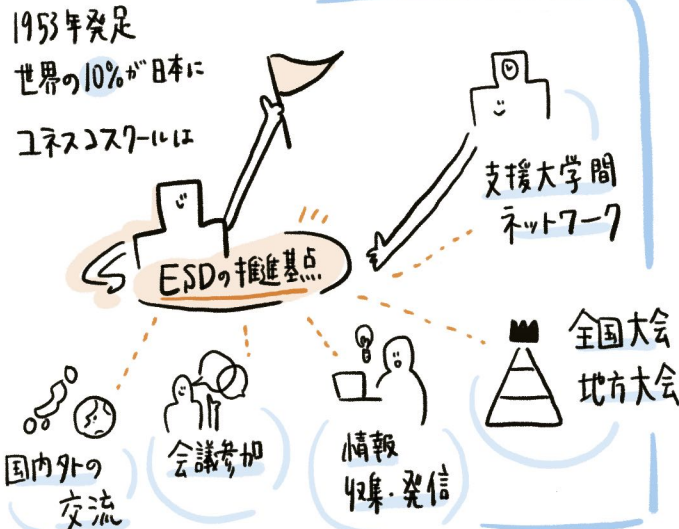 1953年発足
世界の10%が日本に
ユネスコスクールは
ESDの推進基点
支援大学間
ネットワーク
国内外の
交流
会議参加
情報
収集・発信
全国大会
地方大会